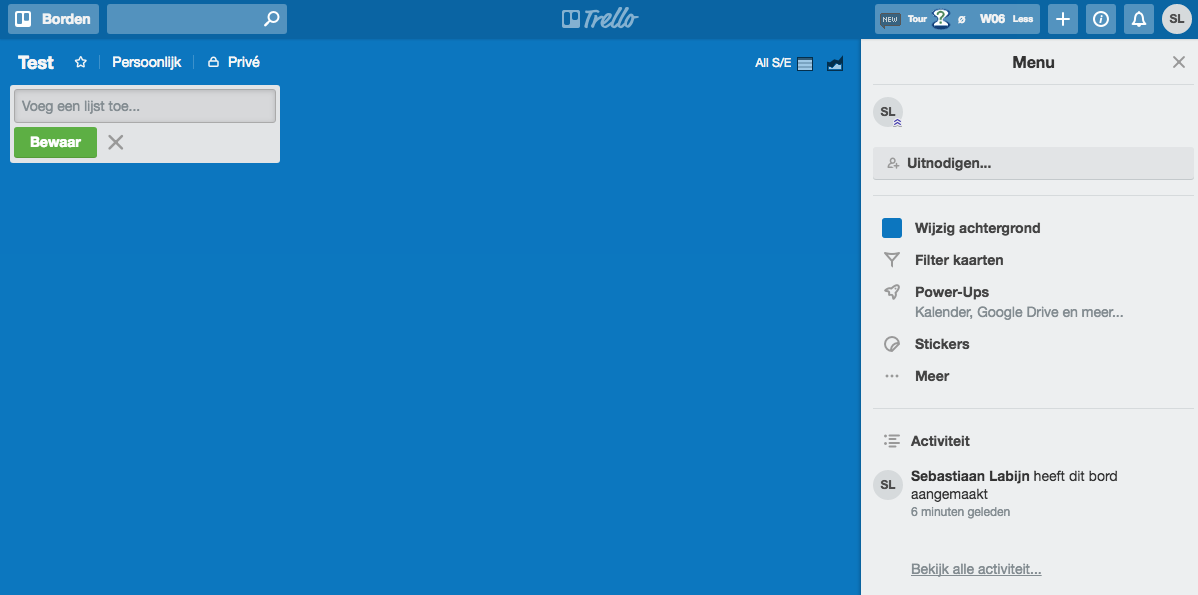 Borden
Trello
NEW Tour ? ø W06 Less
SL
Test Persoonlijk Privé
All S/E
Voeg een lijst toe...
Bewaar
Menu
SL
Uitnodigen...
Wijzig achtergrond
Filter kaarten
Power-Ups
Kalender, Google Drive en meer...
Stickers
Meer
Activiteit
SL
Sebastiaan Labijn heeft dit bord
aangemaakt
6 minuten geleden
Bekijk alle activiteit...